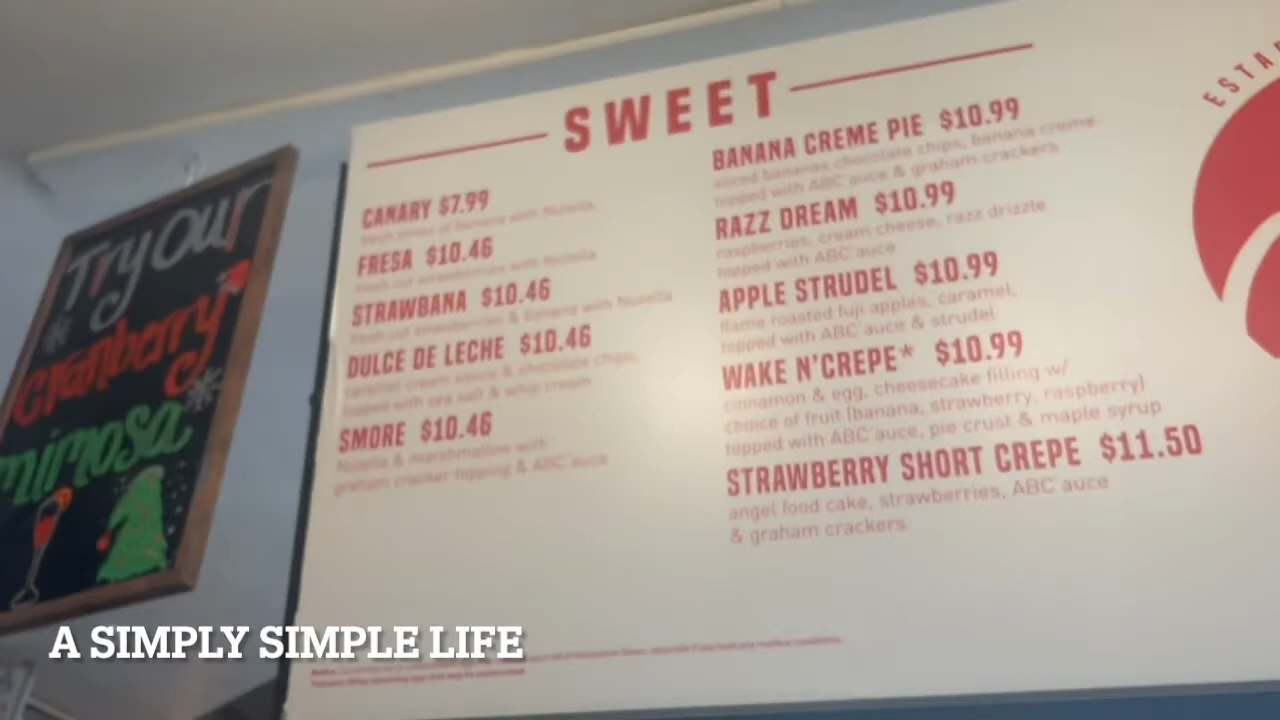 Try Our
cranberry
mimosa
SWEET
CANARY $7.99
fresh slices of banana with Nutella
FRESA $10.46
fresh cut strawberries with Nutella
STRAWBANA $10.46
fresh cut strawberries & banana with Nutella
DULCE DE LECHE $10.46
caramel cream sauce & chocolate chips,
topped with sea salt & whip cream
SMORE $10.46
Nutella & marshmallow with
graham cracker topping & ABC'auce
BANANA CREME PIE $10.99
sliced bananas chocolate chips, banana creme
topped with ABC'auce & graham crackers
RAZZ DREAM $10.99
raspberries, cream cheese, razz drizzle
topped with ABC'auce
APPLE STRUDEL $10.99
flame roasted fuji apples, caramel,
topped with ABC'auce & strudel
WAKE N'CREPE* $10.99
cinnamon & egg, cheesecake filling w/
choice of fruit (banana, strawberry, raspberry)
topped with ABC'auce, pie crust & maple syrup
STRAWBERRY SHORT CREPE $11.50
angel food cake, strawberries, ABC'auce
& graham crackers
ESTA
A SIMPLY SIMPLE LIFE